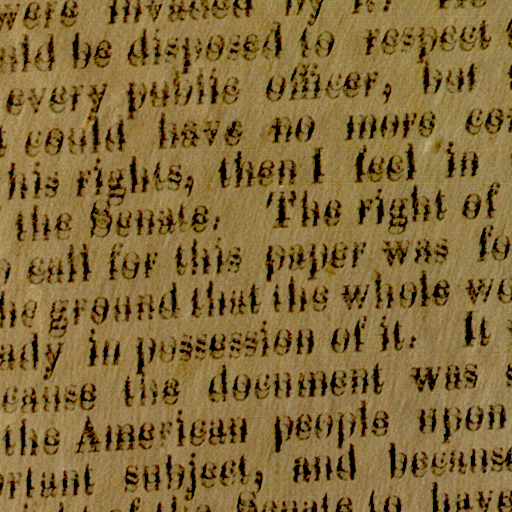 were invaded by it? He
uld be disposed to respect
every public officer, but
could have no more con
his rights, then I feel in
the Senate. The right of
call for this paper was fo
he ground that the whole wo
ady in possession of it. It
cause the document was s
the American people upon
ortant subject, and because
right of the Senate to have